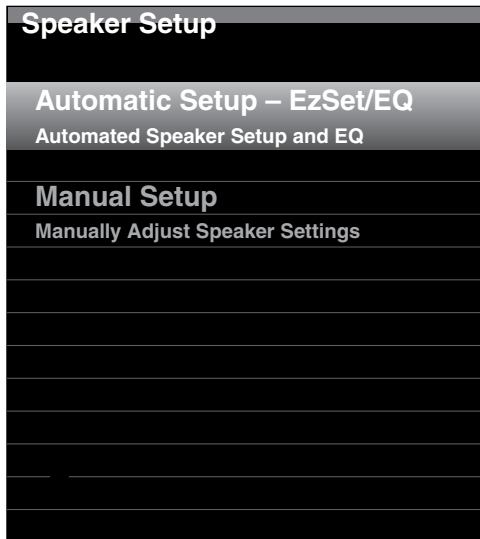 Speaker Setup
Automatic Setup – EzSet/EQ
Automated Speaker Setup and EQ
Manual Setup
Manually Adjust Speaker Settings